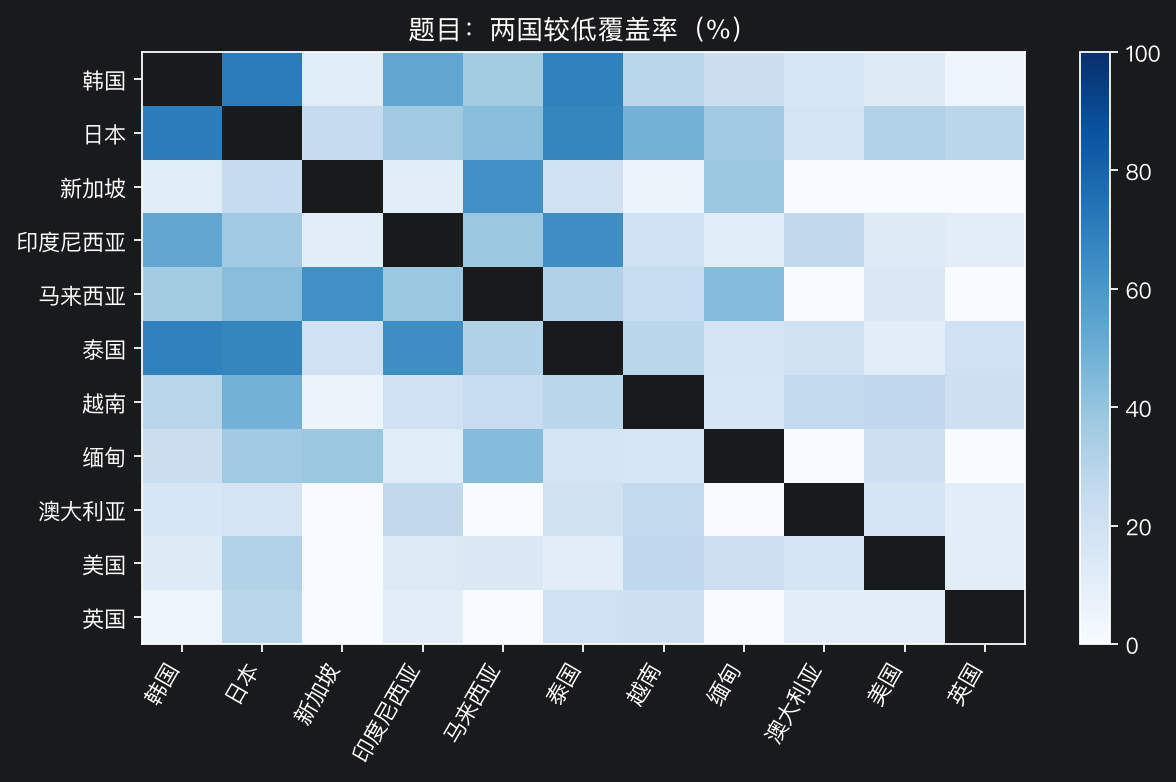 题目：两国较低覆盖率（%）
韩国
日本
新加坡
印度尼西亚
马来西亚
泰国
越南
缅甸
澳大利亚
美国
英国
韩国
日本
新加坡
印度尼西亚
马来西亚
泰国
越南
缅甸
澳大利亚
美国
英国
100
80
60
40
20
0